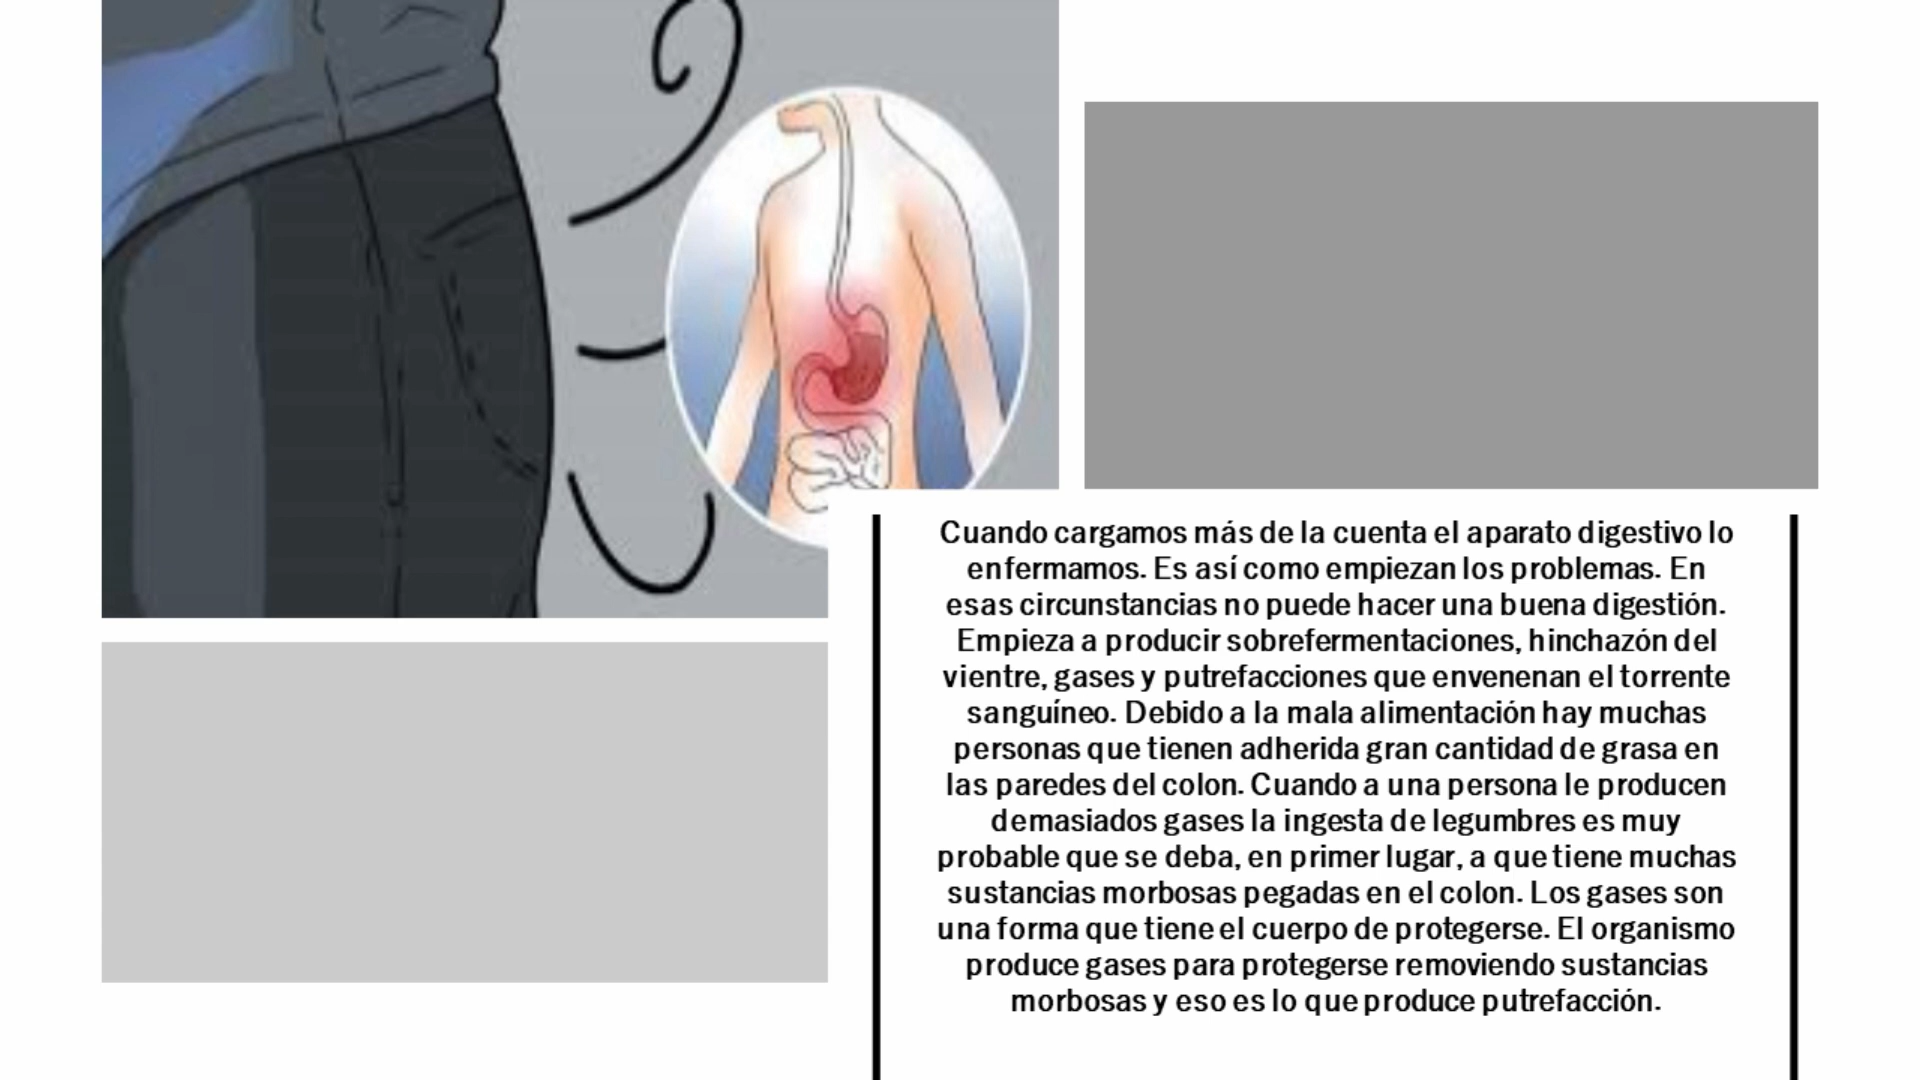 Cuando cargamos más de la cuenta el aparato digestivo lo
enfermamos. Es así como empiezan los problemas. En
esas circunstancias no puede hacer una buena digestión.
Empieza a producir sobrefermentaciones, hinchazón del
vientre, gases y putrefacciones que envenenan el torrente
sanguíneo. Debido a la mala alimentación hay muchas
personas que tienen adherida gran cantidad de grasa en
las paredes del colon. Cuando a una persona le producen
demasiados gases la ingesta de legumbres es muy
probable que se deba, en primer lugar, a que tiene muchas
sustancias morbosas pegadas en el colon. Los gases son
una forma que tiene el cuerpo de protegerse. El organismo
produce gases para protegerse removiendo sustancias
morbosas y eso es lo que produce putrefacción.